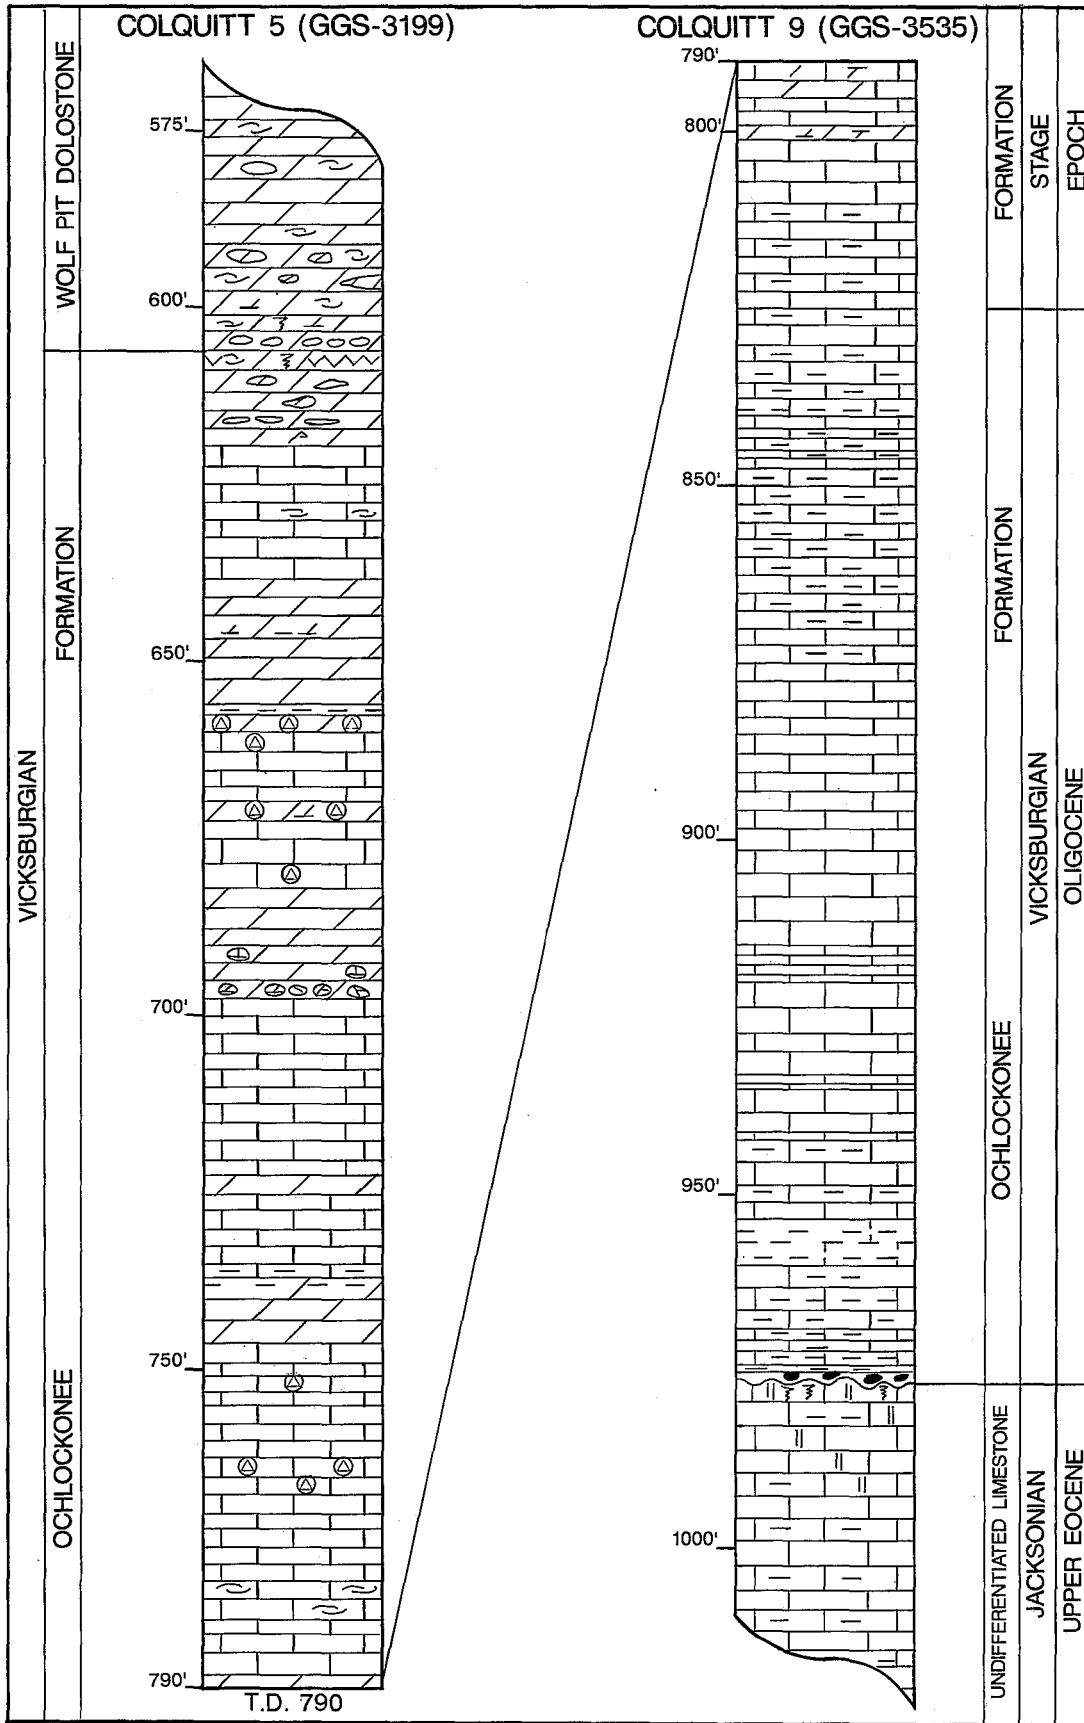 COLQUITT 5 (GGS-3199)
COLQUITT 9 (GGS-3535)
WOLF PIT DOLOSTONE
VICKSBURGIAN
OCHLOCKONEE FORMATION
575'
600'
650'
700'
750'
790'
T.D. 790
790'
800'
850'
900'
950'
1000'
FORMATION
STAGE
EPOCH
OCHLOCKONEE FORMATION
VICKSBURGIAN
OLIGOCENE
UNDIFFERENTIATED LIMESTONE
JACKSONIAN
UPPER EOCENE